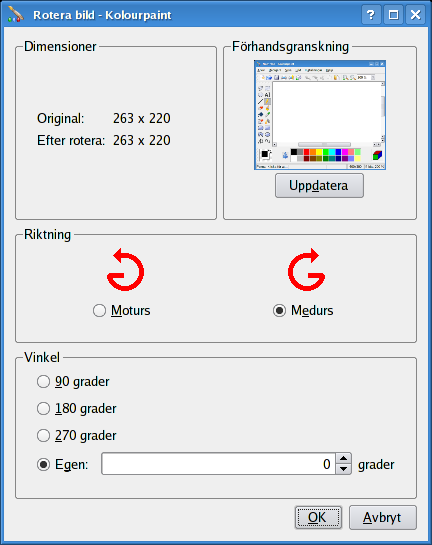 Rotera bild - Kolourpaint
Dimensioner
Original: 263 x 220
Efter rotera: 263 x 220
Förhandsgranskning
Uppdatera
Riktning
Moturs
Medurs
Vinkel
90 grader
180 grader
270 grader
Egen: 0 grader
OK
Avbryt